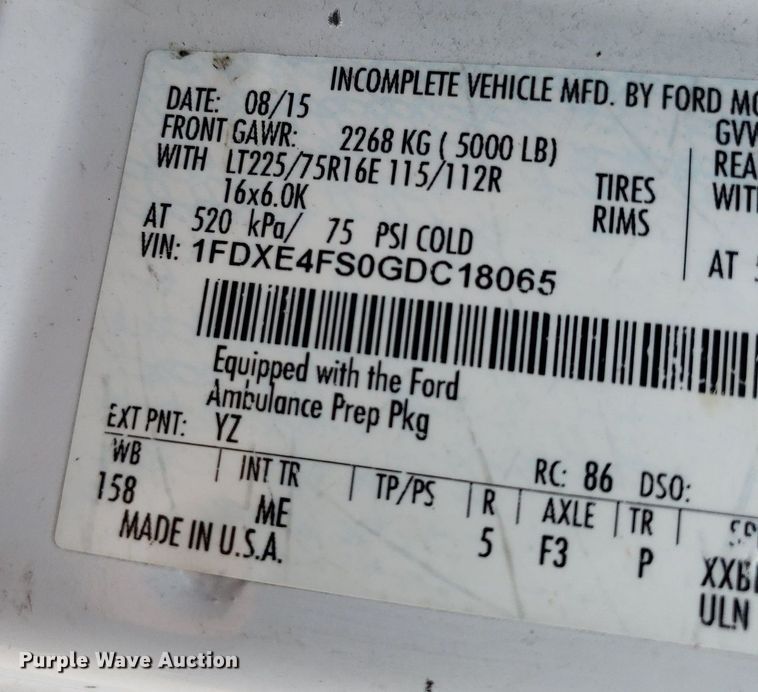 INCOMPLETE VEHICLE MFD. BY FORD
DATE: 08/15
FRONT GAWR: 2268 KG ( 5000 LB)
WITH LT225/75R16E 115/112R TIRES
16x6.0K RIMS
AT 520 kPa/ 75 PSI COLD
AT
VIN: 1FDXE4FS0GDC18065
Equipped with the Ford
Ambulance Prep Pkg
EXT PNT: YZ RC: 86 DSO:
WB INT TR TP/PS R AXLE TR
158 ME 5 F3 P
MADE IN U.S.A. ULN
Purple Wave Auction